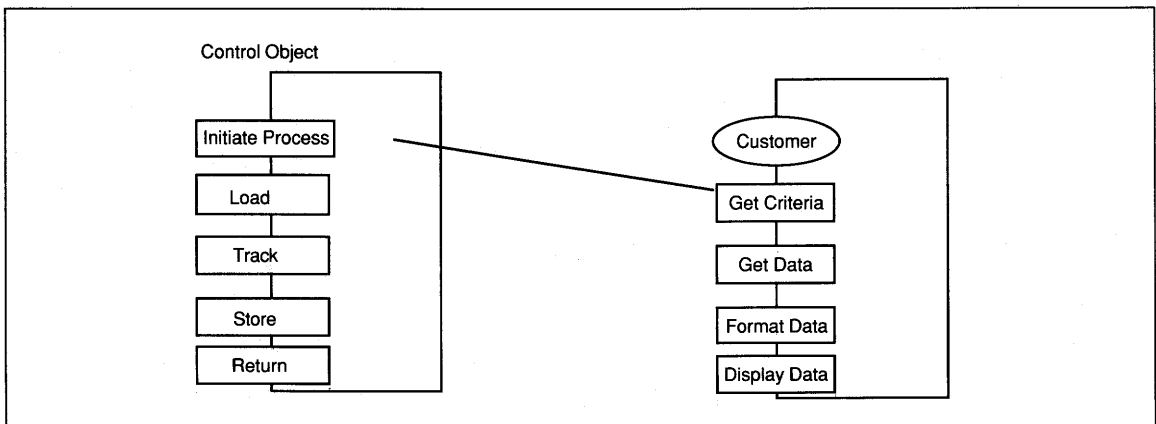 Control Object
Initiate Process
Load
Track
Store
Return
Customer
Get Criteria
Get Data
Format Data
Display Data